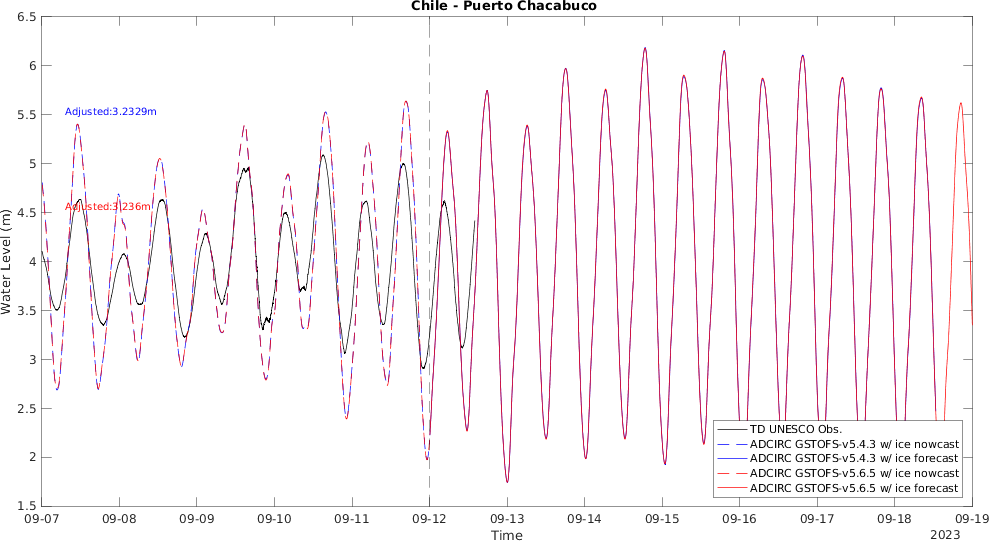 Chile - Puerto Chacabuco
6.5
6
5.5
5
4.5
4
3.5
3
2.5
2
1.5
Water Level (m)
Adjusted:3.2329m
Adjusted:3.236m
TD UNESCO Obs.
ADCIRC GSTOFS-v5.4.3 w/ ice nowcast
ADCIRC GSTOFS-v5.4.3 w/ ice forecast
ADCIRC GSTOFS-v5.6.5 w/ ice nowcast
ADCIRC GSTOFS-v5.6.5 w/ ice forecast
09-07 09-08 09-09 09-10 09-11 09-12 09-13 09-14 09-15 09-16 09-17 09-18 09-19
Time
2023